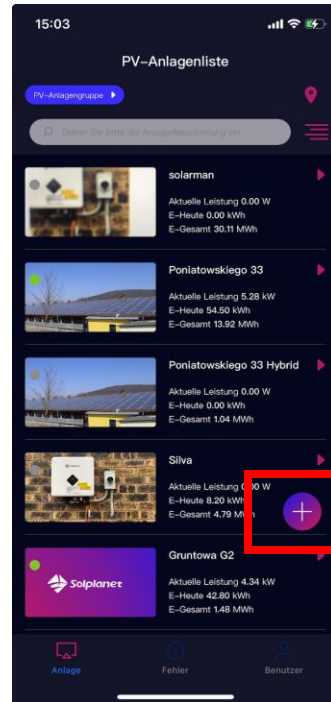 15:03
PV-Anlagenliste
PV-Anlagengruppe
Geben Sie bitte die Anlagenbezeichnung ein
solarman
Aktuelle Leistung 0.00 W
E-Heute 0.00 kWh
E-Gesamt 30.11 MWh
Poniatowskiego 33
Aktuelle Leistung 5.28 kW
E-Heute 54.50 kWh
E-Gesamt 13.92 MWh
Poniatowskiego 33 Hybrid
Aktuelle Leistung 0.00 W
E-Heute 0.00 kWh
E-Gesamt 1.04 MWh
Silva
Aktuelle Leistung 0.00 W
E-Heute 8.20 kWh
E-Gesamt 4.79 MWh
Solplanet
Gruntowa G2
Aktuelle Leistung 4.34 kW
E-Heute 42.80 kWh
E-Gesamt 1.48 MWh
Anlage
Fehler
Benutzer